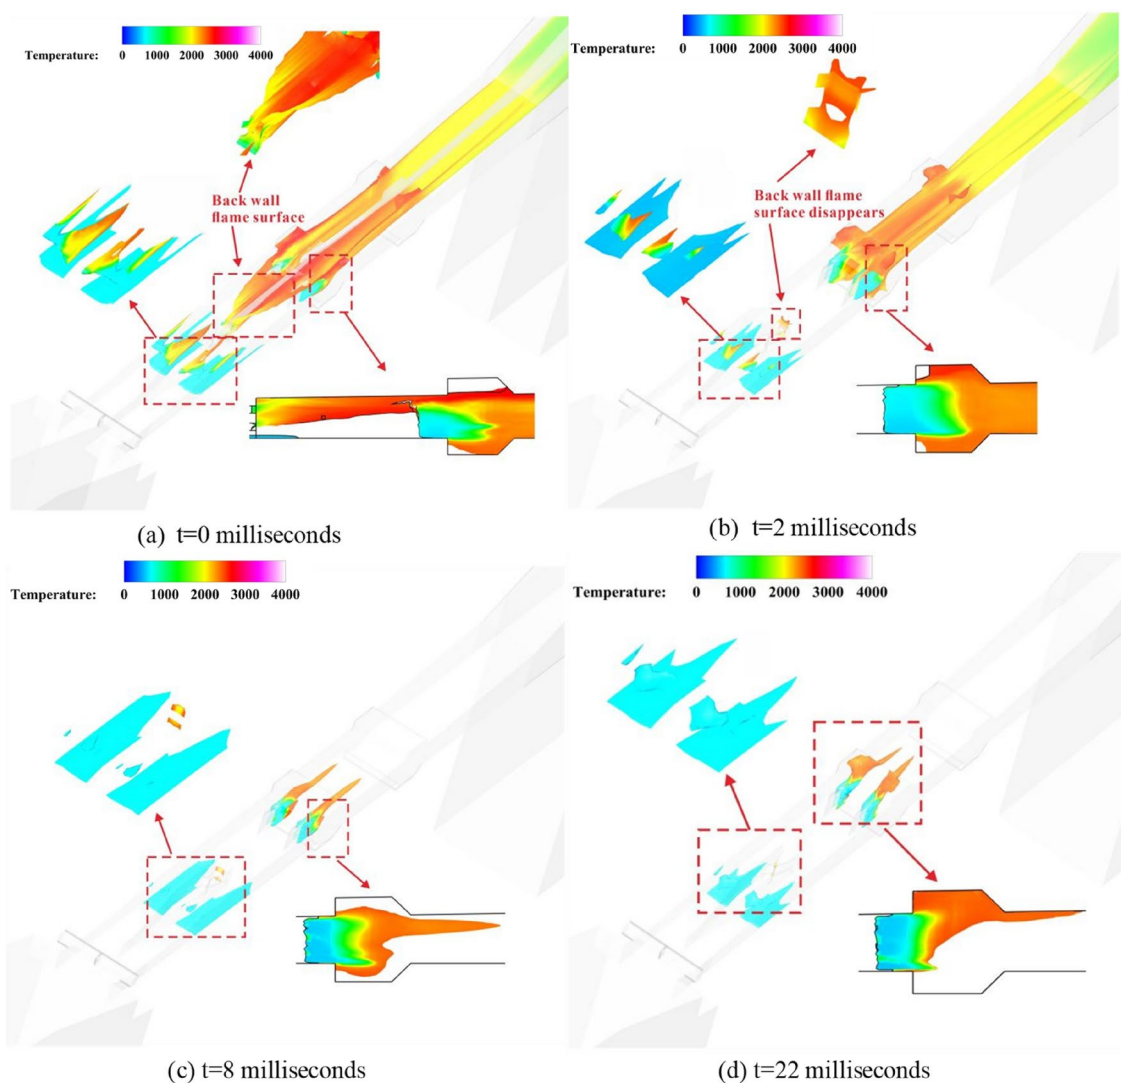 Temperature: 0 1000 2000 3000 4000
Back wall
flame surface
(a) t=0 milliseconds
Temperature: 0 1000 2000 3000 4000
Back wall flame
surface disappears
(b) t=2 milliseconds
Temperature: 0 1000 2000 3000 4000
(c) t=8 milliseconds
Temperature: 0 1000 2000 3000 4000
(d) t=22 milliseconds